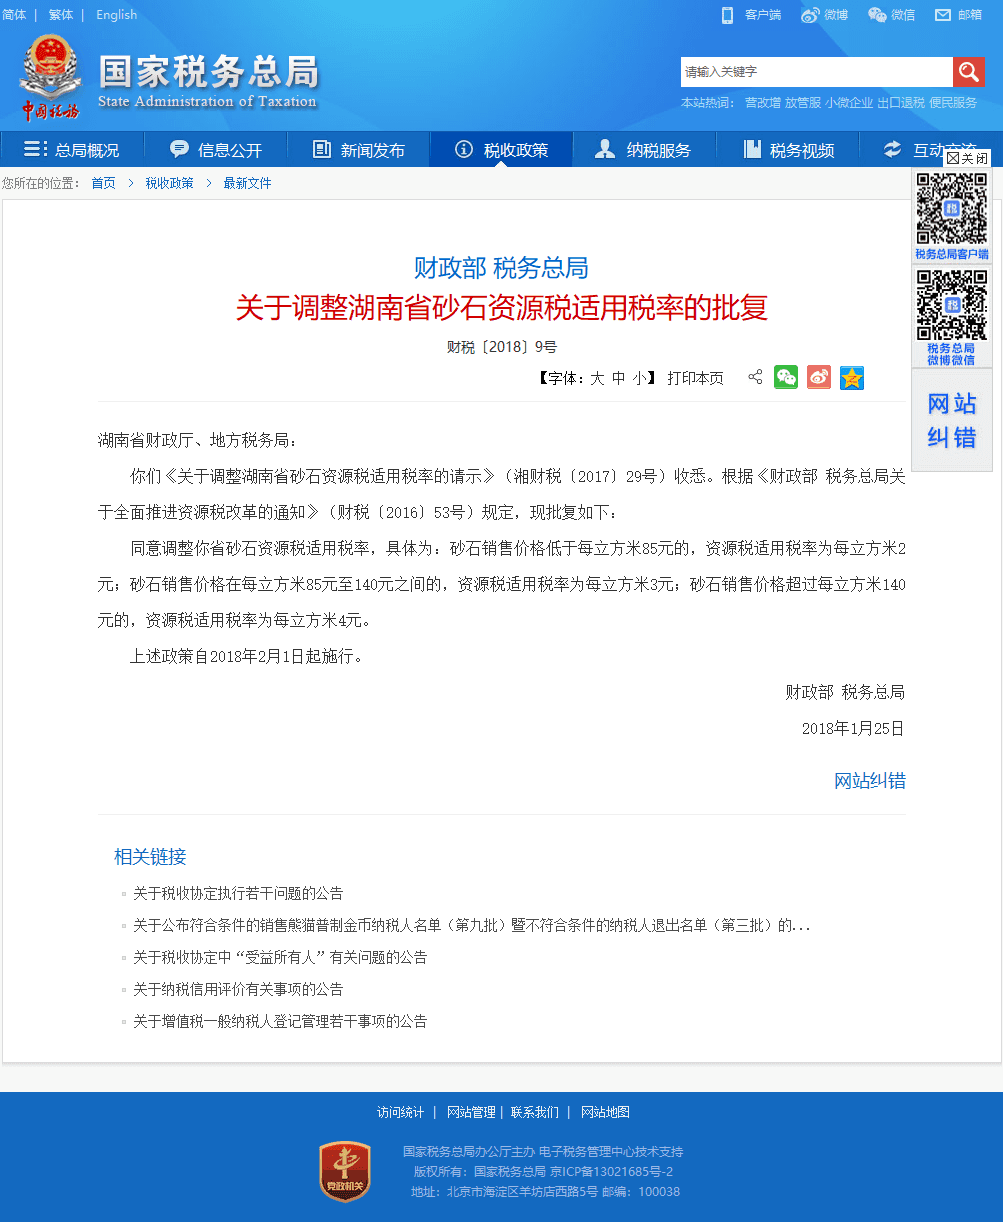 简体 | 繁体 | English
客户端 微博 微信 邮箱
国家税务总局
State Administration of Taxation
中国税务
请输入关键字
本站热词： 营改增 放管服 小微企业 出口退税 便民服务
总局概况 信息公开 新闻发布 税收政策 纳税服务 税务视频 互动交流
关闭
您所在的位置： 首页 > 税收政策 > 最新文件
税
税务总局客户端
税
税务总局
微博微信
网站
纠错
财政部 税务总局
关于调整湖南省砂石资源税适用税率的批复
财税〔2018〕9号
【字体：大 中 小】 打印本页
湖南省财政厅、地方税务局：
你们《关于调整湖南省砂石资源税适用税率的请示》（湘财税〔2017〕29号）收悉。根据《财政部 税务总局关
于全面推进资源税改革的通知》（财税〔2016〕53号）规定，现批复如下：
同意调整你省砂石资源税适用税率，具体为：砂石销售价格低于每立方米85元的，资源税适用税率为每立方米2
元；砂石销售价格在每立方米85元至140元之间的，资源税适用税率为每立方米3元；砂石销售价格超过每立方米140
元的，资源税适用税率为每立方米4元。
上述政策自2018年2月1日起施行。
财政部 税务总局
2018年1月25日
网站纠错
相关链接
关于税收协定执行若干问题的公告
关于公布符合条件的销售熊猫普制金币纳税人名单（第九批）暨不符合条件的纳税人退出名单（第三批）的...
关于税收协定中“受益所有人”有关问题的公告
关于纳税信用评价有关事项的公告
关于增值税一般纳税人登记管理若干事项的公告
访问统计 | 网站管理 | 联系我们 | 网站地图
党政机关
国家税务总局办公厅主办 电子税务管理中心技术支持
版权所有：国家税务总局 京ICP备13021685号-2
地址：北京市海淀区羊坊店西路5号 邮编：100038